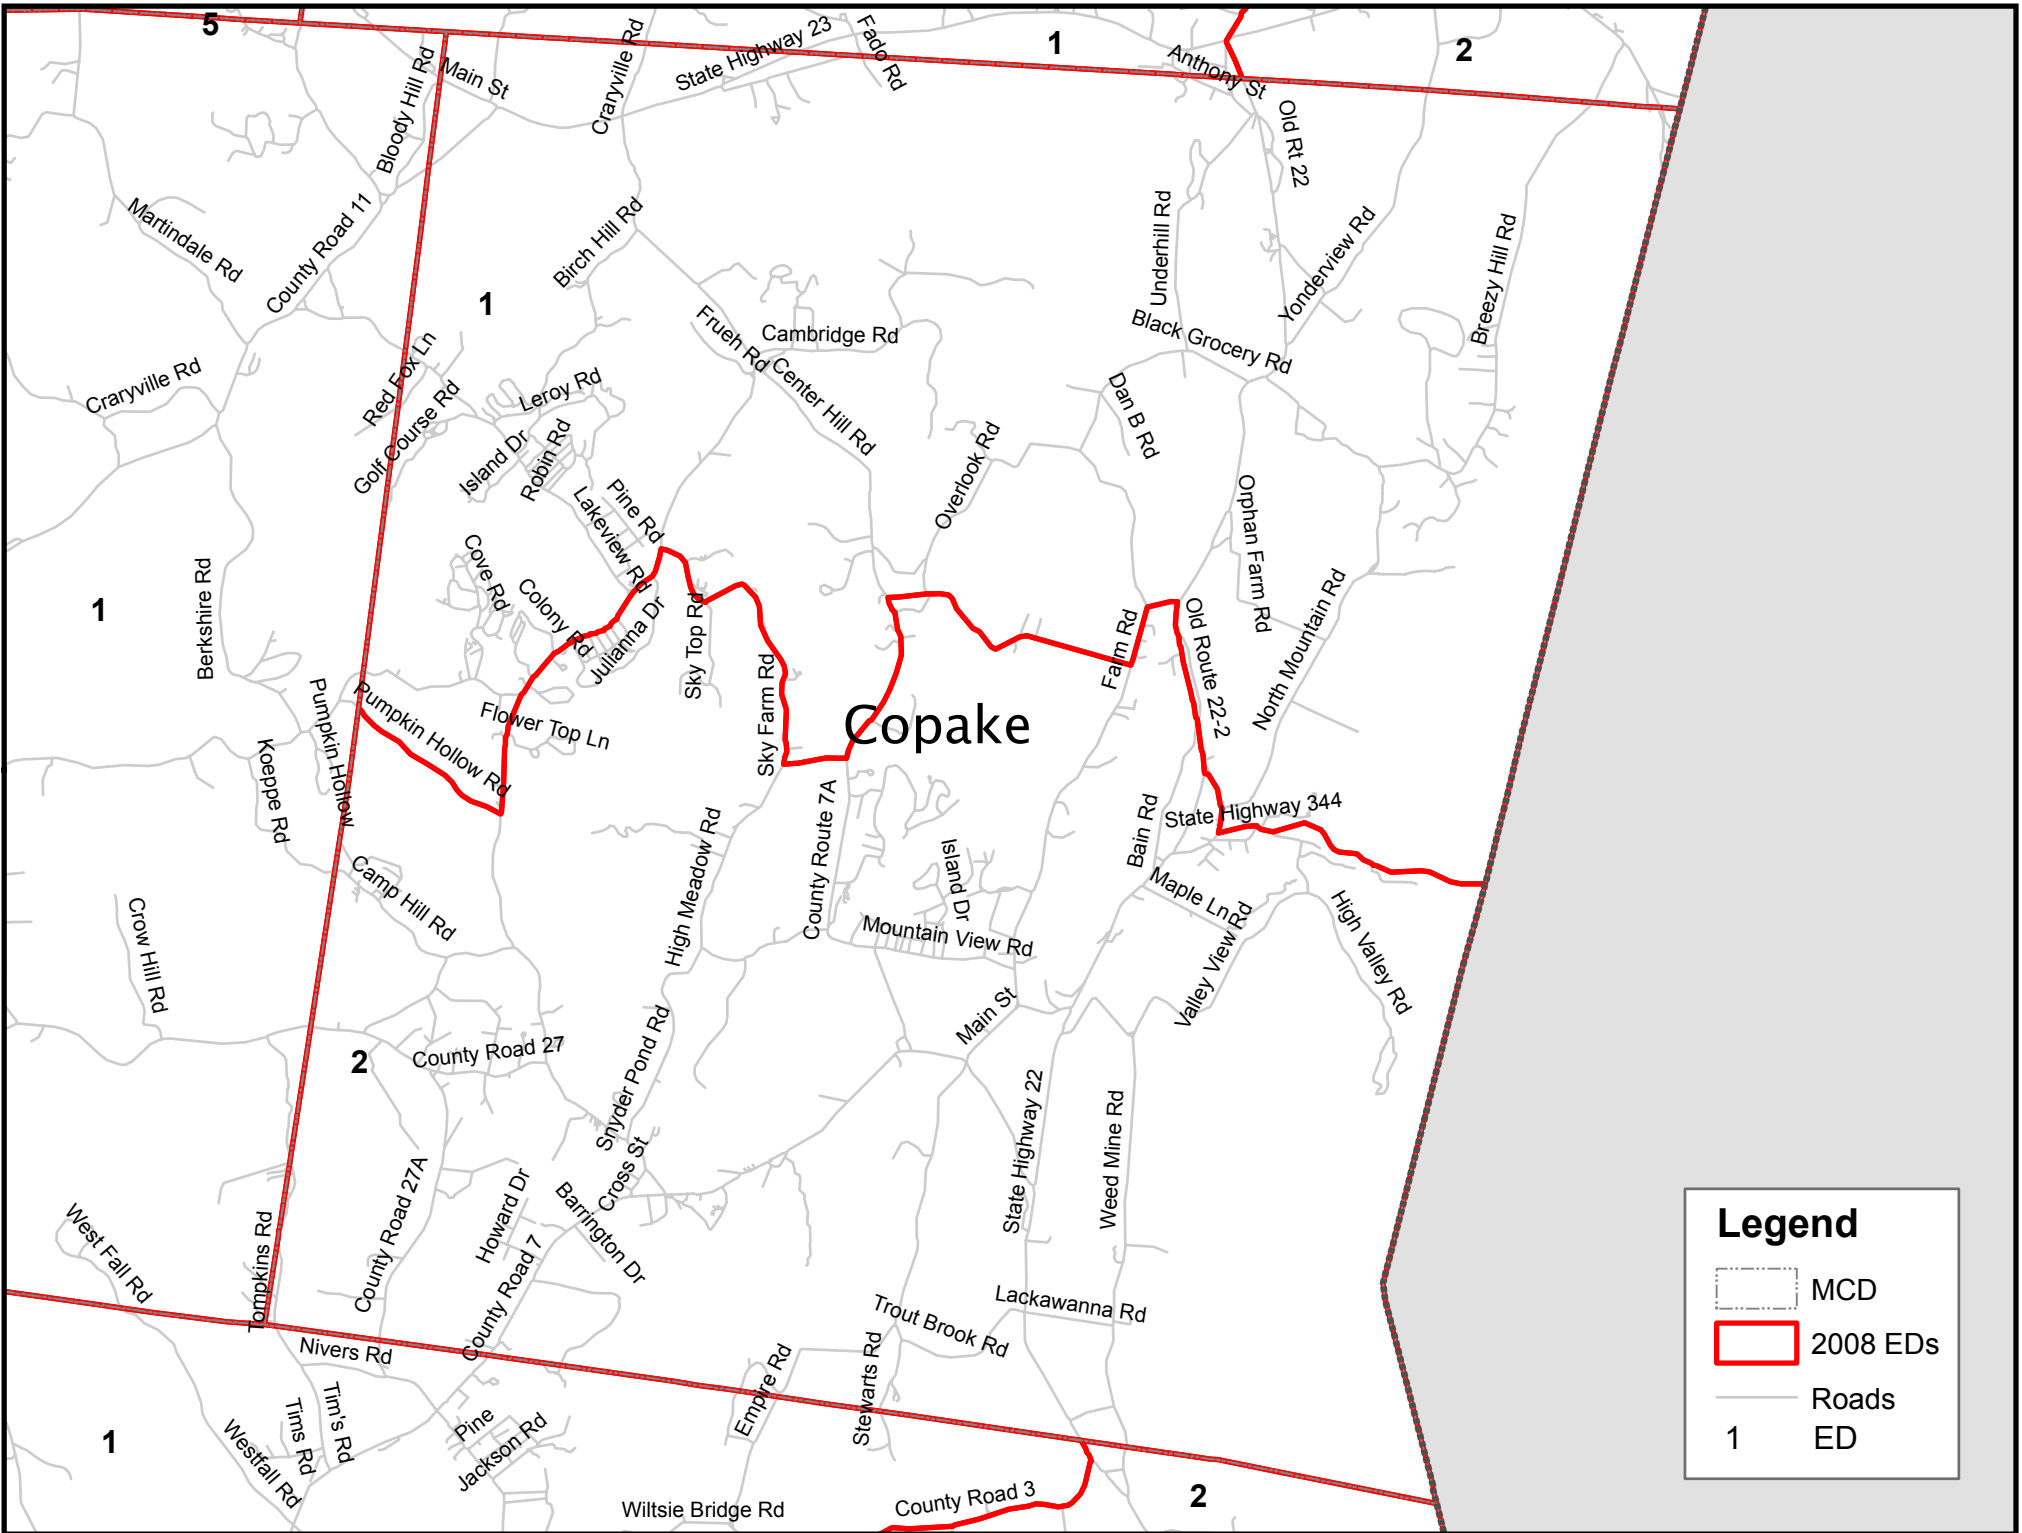 5
1
2
Main St
Bloody Hill Rd
Craryville Rd
State Highway 23
Fado Rd
Anthony St
Old Rt 22
Martindale Rd
County Road 11
Birch Hill Rd
Underhill Rd
Yonderview Rd
Breezy Hill Rd
1
Frueh Rd
Cambridge Rd
Black Grocery Rd
Craryville Rd
Red Fox Ln
Golf Course Rd
Leroy Rd
Center Hill Rd
Dan B Rd
Island Dr
Robin Rd
Overlook Rd
Pine Rd
Lakeview Rd
Orphan Farm Rd
Cove Rd
Colony Rd
Julianna Dr
Berkshire Rd
1
Sky Top Rd
Sky Farm Rd
Farm Rd
Old Route 22-2
North Mountain Rd
Pumpkin Hollow
Pumpkin Hollow Rd
Flower Top Ln
Copake
Koeppe Rd
State Highway 344
Bain Rd
High Meadow Rd
County Route 7A
Island Dr
Camp Hill Rd
Maple Ln
Valley View Rd
High Valley Rd
Crow Hill Rd
Mountain View Rd
Main St
2
County Road 27
Snyder Pond Rd
State Highway 22
Weed Mine Rd
Cross St
County Road 27A
Howard Dr
Barrington Dr
West Fall Rd
Tompkins Rd
County Road 7
Lackawanna Rd
Trout Brook Rd
Nivers Rd
Empire Rd
Stewarts Rd
Tims Rd
Tim's Rd
Pine
Jackson Rd
1
Westfall Rd
Wiltsie Bridge Rd
County Road 3
2
Legend
MCD
2008 EDs
Roads
1 ED